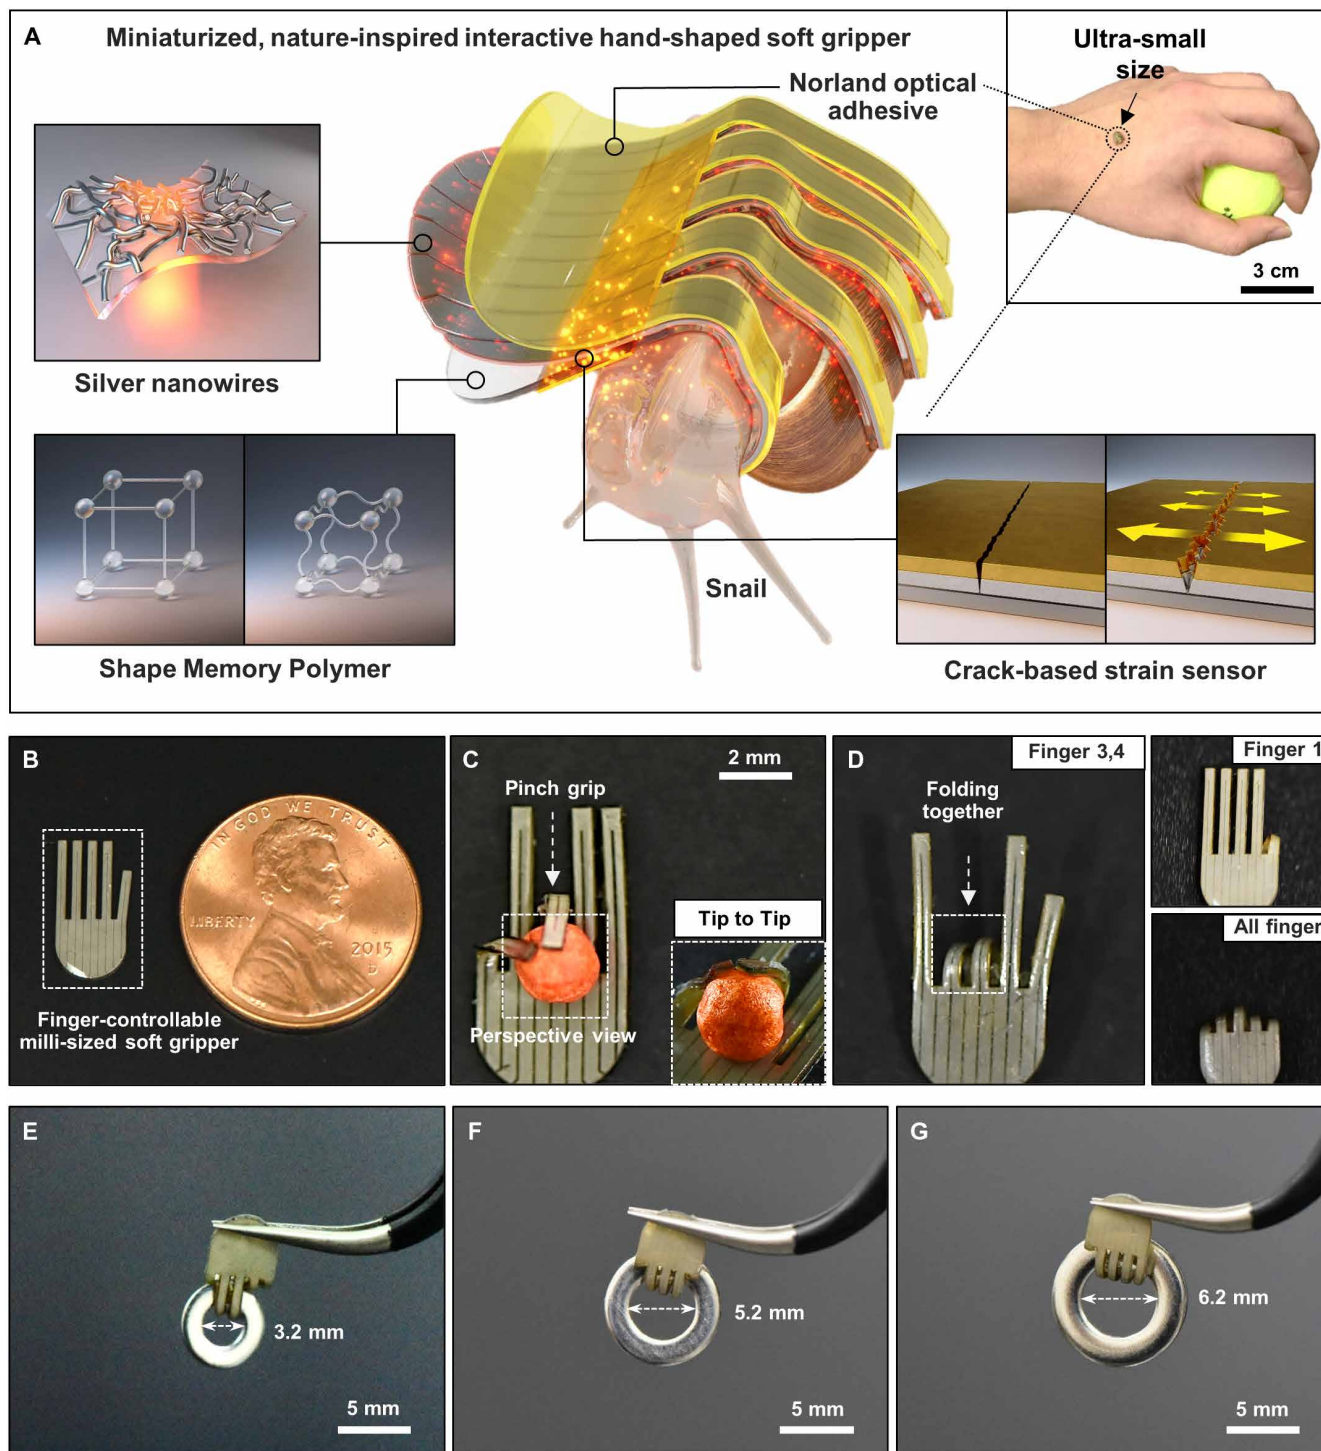 A
Miniaturized, nature-inspired interactive hand-shaped soft gripper
Ultra-small
size
Norland optical
adhesive
3 cm
Silver nanowires
Snail
Shape Memory Polymer
Crack-based strain sensor
B
IN GOD WE TRUST
LIBERTY
2015
D
Finger-controllable
milli-sized soft gripper
C
2 mm
Pinch grip
Tip to Tip
Perspective view
D
Finger 3,4
Folding
together
Finger 1
All finger
E
3.2 mm
5 mm
F
5.2 mm
5 mm
G
6.2 mm
5 mm